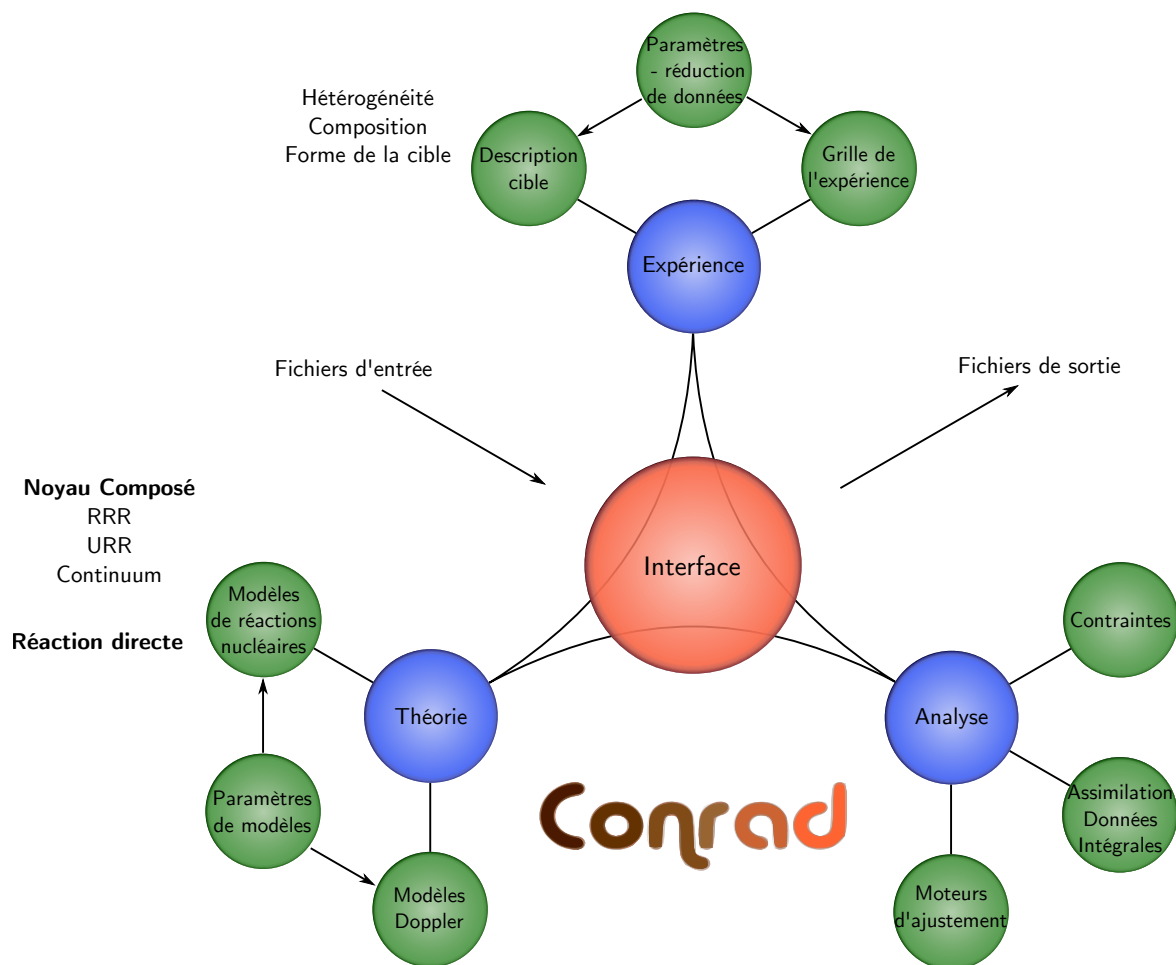 Paramètres
- réduction
de données
Hétérogénéité
Composition
Forme de la cible
Description
cible
Grille de
l'expérience
Expérience
Fichiers d'entrée
Fichiers de sortie
Noyau Composé
RRR
URR
Continuum
Réaction directe
Interface
Modèles
de réactions
nucléaires
Théorie
Paramètres
de modèles
Modèles
Doppler
Contraintes
Analyse
Assimilation
Données
Intégrales
Moteurs
d'ajustement
Conrad